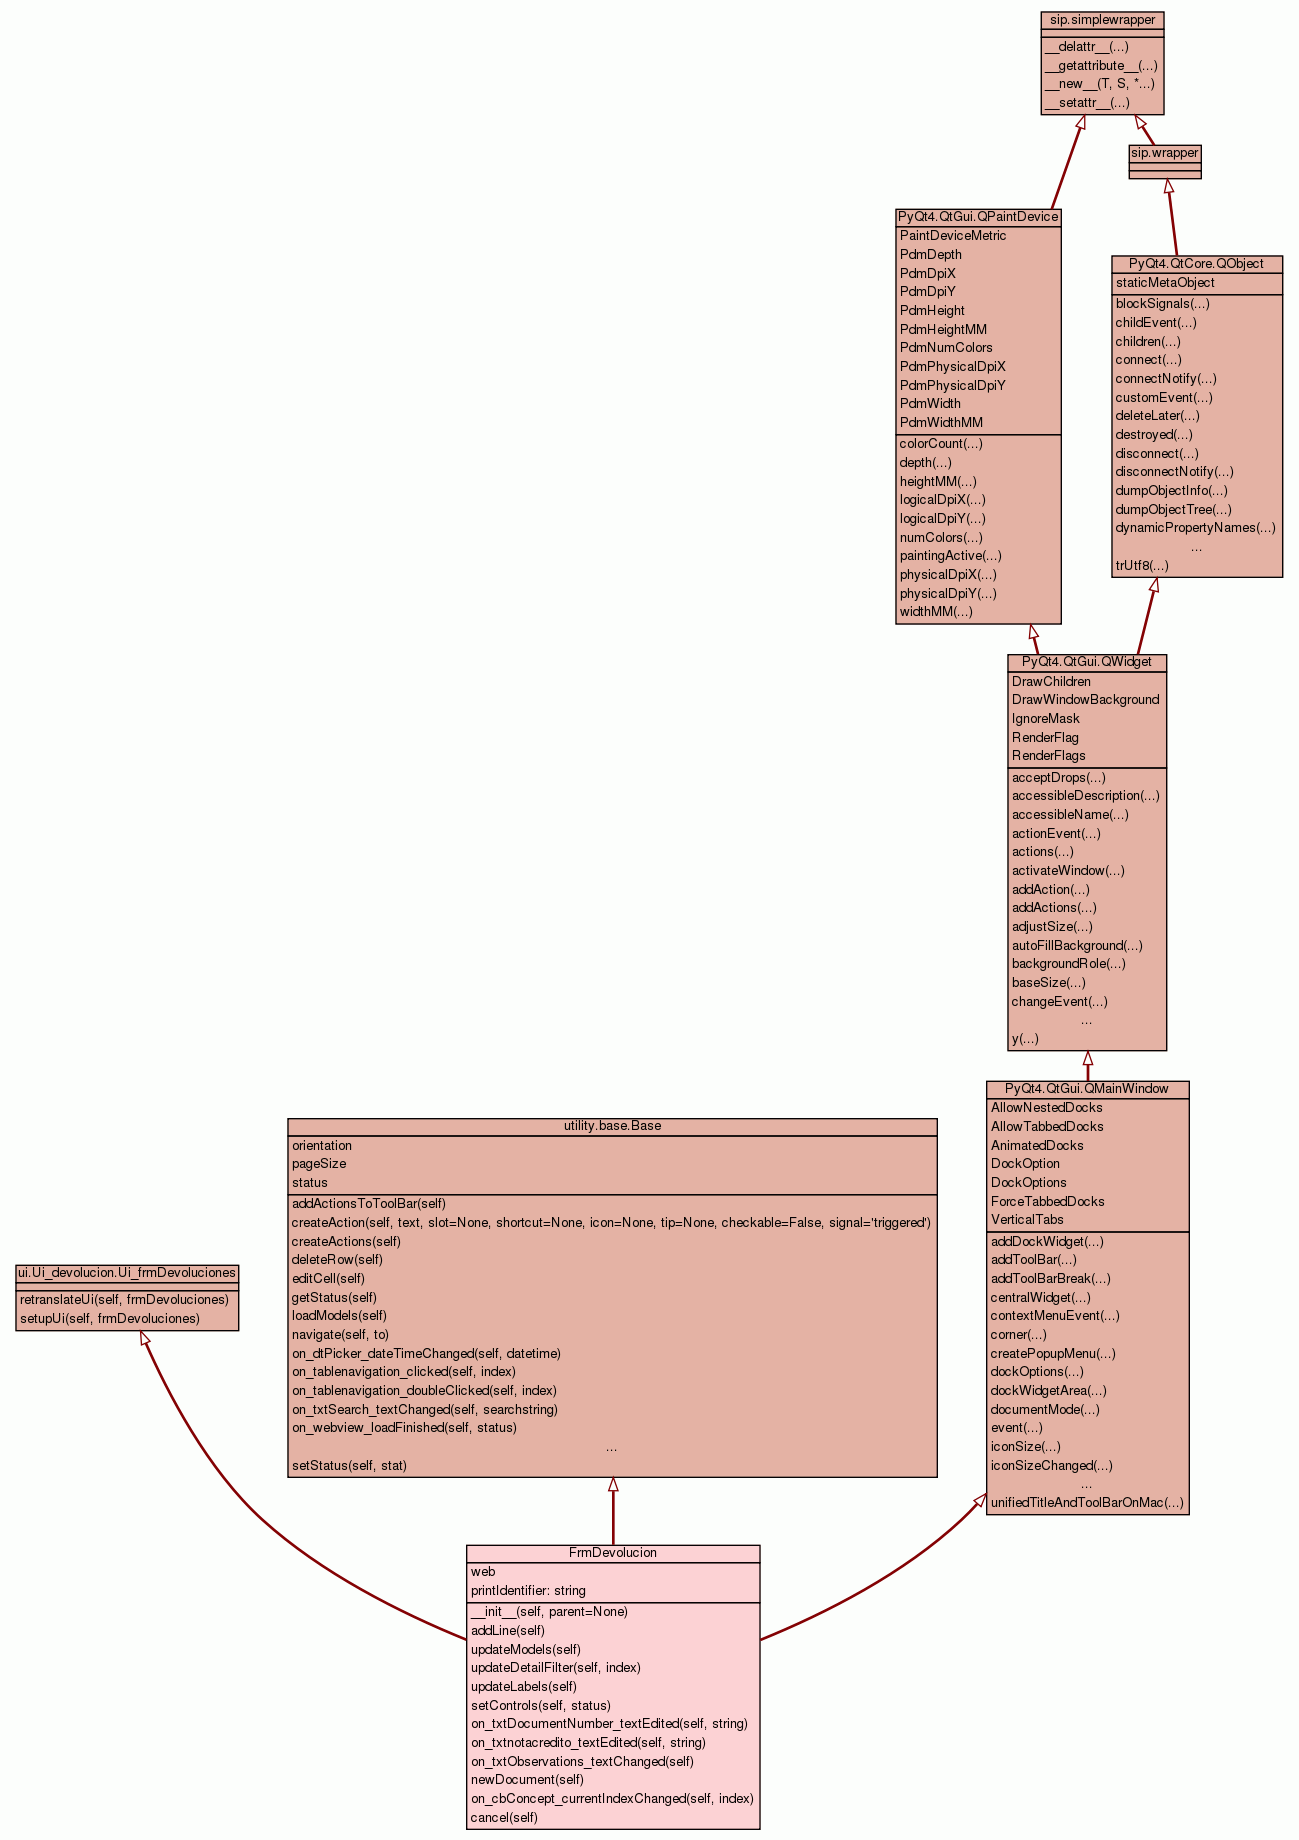 sip.simplewrapper
__delattr__(...)
__getattribute__(...)
__new__(T, S, *...)
__setattr__(...)
sip.wrapper
PyQt4.QtGui.QPaintDevice
PaintDeviceMetric
PdmDepth
PdmDpiX
PdmDpiY
PdmHeight
PdmHeightMM
PdmNumColors
PdmPhysicalDpiX
PdmPhysicalDpiY
PdmWidth
PdmWidthMM
colorCount(...)
depth(...)
heightMM(...)
logicalDpiX(...)
logicalDpiY(...)
numColors(...)
paintingActive(...)
physicalDpiX(...)
physicalDpiY(...)
widthMM(...)
PyQt4.QtCore.QObject
staticMetaObject
blockSignals(...)
childEvent(...)
children(...)
connect(...)
connectNotify(...)
customEvent(...)
deleteLater(...)
destroyed(...)
disconnect(...)
disconnectNotify(...)
dumpObjectInfo(...)
dumpObjectTree(...)
dynamicPropertyNames(...)
...
trUtf8(...)
PyQt4.QtGui.QWidget
DrawChildren
DrawWindowBackground
IgnoreMask
RenderFlag
RenderFlags
acceptDrops(...)
accessibleDescription(...)
accessibleName(...)
actionEvent(...)
actions(...)
activateWindow(...)
addAction(...)
addActions(...)
adjustSize(...)
autoFillBackground(...)
backgroundRole(...)
baseSize(...)
changeEvent(...)
...
y(...)
PyQt4.QtGui.QMainWindow
AllowNestedDocks
AllowTabbedDocks
AnimatedDocks
DockOption
DockOptions
ForceTabbedDocks
VerticalTabs
addDockWidget(...)
addToolBar(...)
addToolBarBreak(...)
centralWidget(...)
contextMenuEvent(...)
corner(...)
createPopupMenu(...)
dockOptions(...)
dockWidgetArea(...)
documentMode(...)
event(...)
iconSize(...)
iconSizeChanged(...)
...
unifiedTitleAndToolBarOnMac(...)
utility.base.Base
orientation
pageSize
status
addActionsToToolBar(self)
createAction(self, text, slot=None, shortcut=None, icon=None, tip=None, checkable=False, signal='triggered')
createActions(self)
deleteRow(self)
editCell(self)
getStatus(self)
loadModels(self)
navigate(self, to)
on_dtPicker_dateTimeChanged(self, datetime)
on_tablenavigation_clicked(self, index)
on_tablenavigation_doubleClicked(self, index)
on_txtSearch_textChanged(self, searchstring)
on_webview_loadFinished(self, status)
...
setStatus(self, stat)
ui.Ui_devolucion.Ui_frmDevoluciones
retranslateUi(self, frmDevoluciones)
setupUi(self, frmDevoluciones)
FrmDevolucion
web
printIdentifier: string
__init__(self, parent=None)
addLine(self)
updateModels(self)
updateDetailFilter(self, index)
updateLabels(self)
setControls(self, status)
on_txtDocumentNumber_textEdited(self, string)
on_txtnotacredito_textEdited(self, string)
on_txtObservations_textChanged(self)
newDocument(self)
on_cbConcept_currentIndexChanged(self, index)
cancel(self)